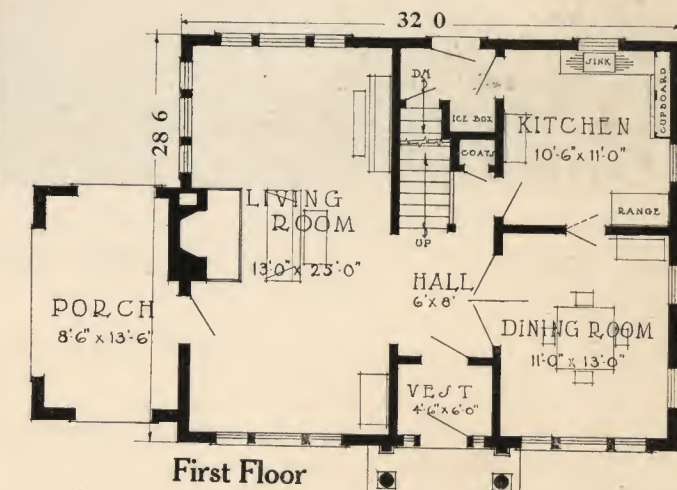 32 0
28 6
DN
SINK
CUPBOARD
ICE BOX
KITCHEN
10'-6" x 11'-0"
COATS
LIVING
ROOM
13'0" x 25'-0"
RANGE
UP
HALL
6' x 8'
PORCH
8'-6" x 13'-6"
DINING ROOM
11'-0" x 13'0"
VEST
4'-6" x 6'-0"
First Floor